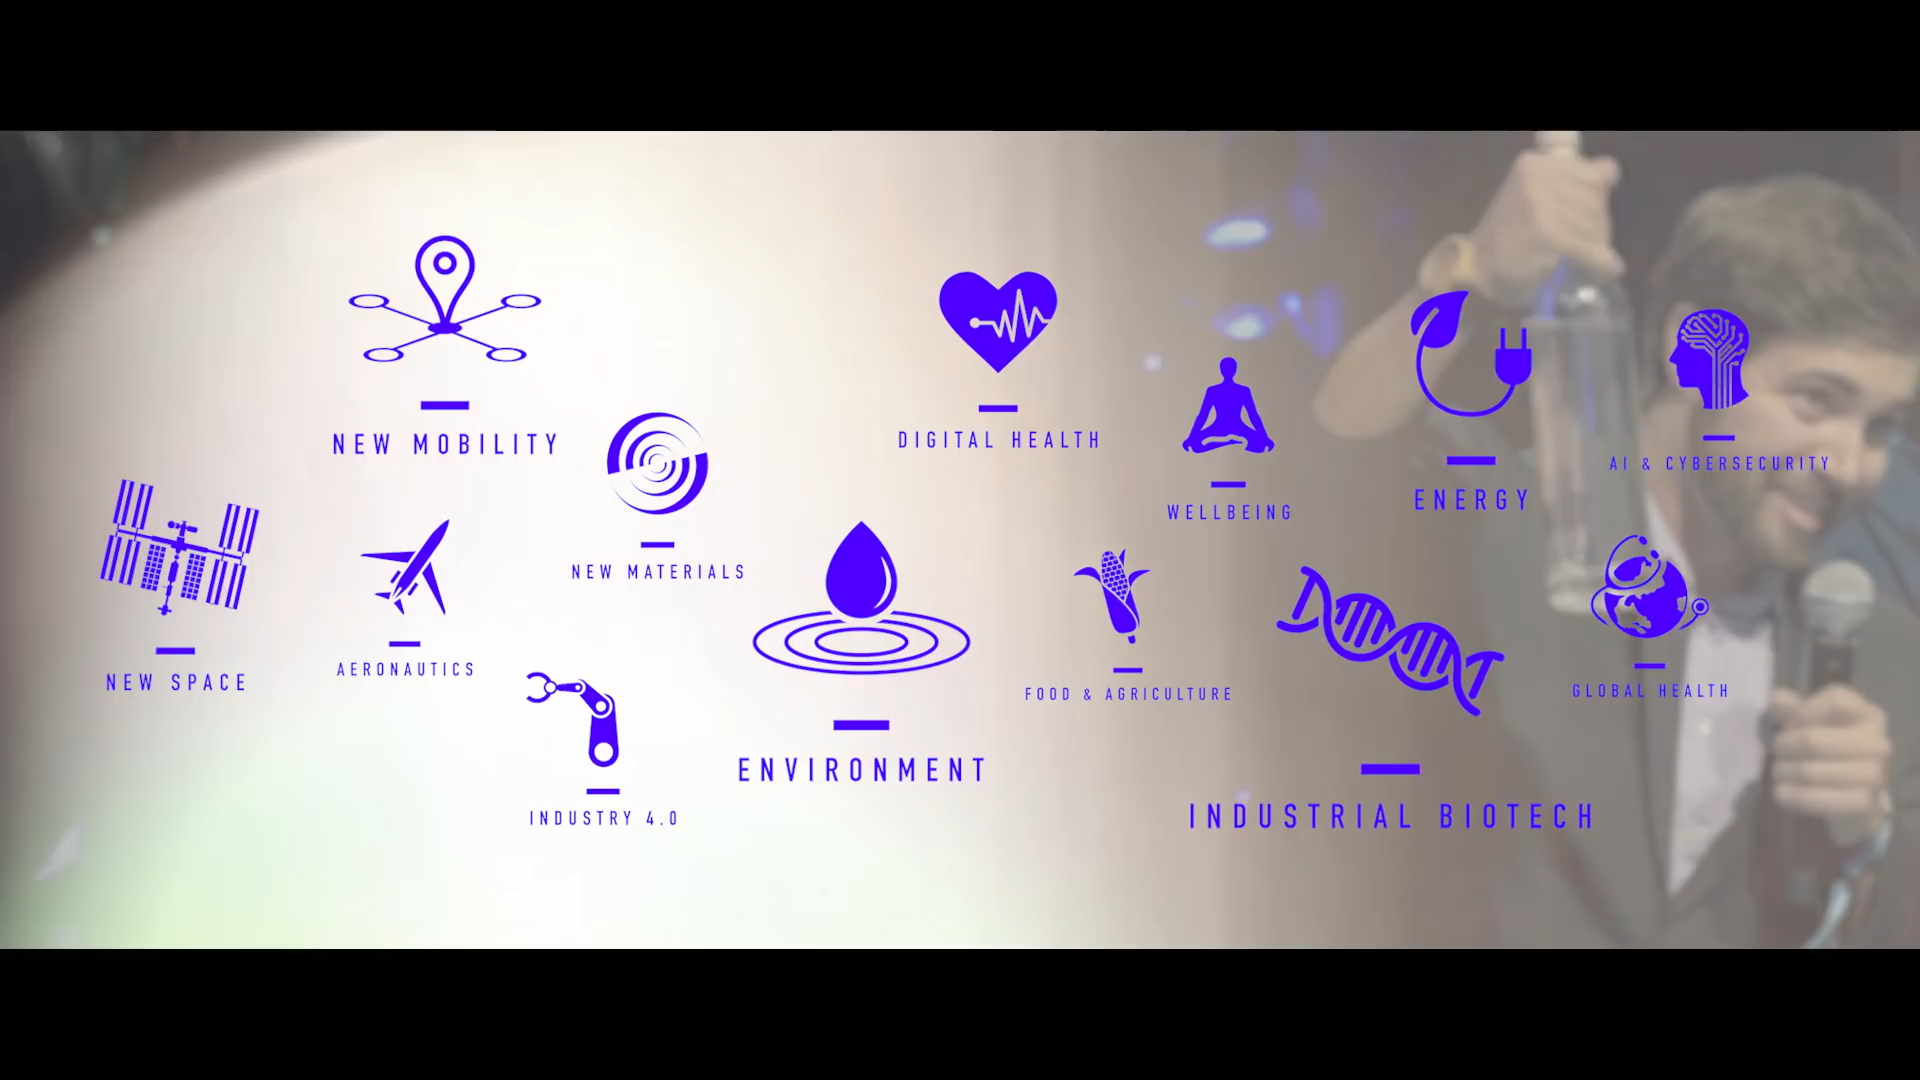 NEW MOBILITY
DIGITAL HEALTH
AI & CYBERSECURITY
ENERGY
WELLBEING
NEW MATERIALS
NEW SPACE
AERONAUTICS
FOOD & AGRICULTURE
GLOBAL HEALTH
ENVIRONMENT
INDUSTRY 4.0
INDUSTRIAL BIOTECH